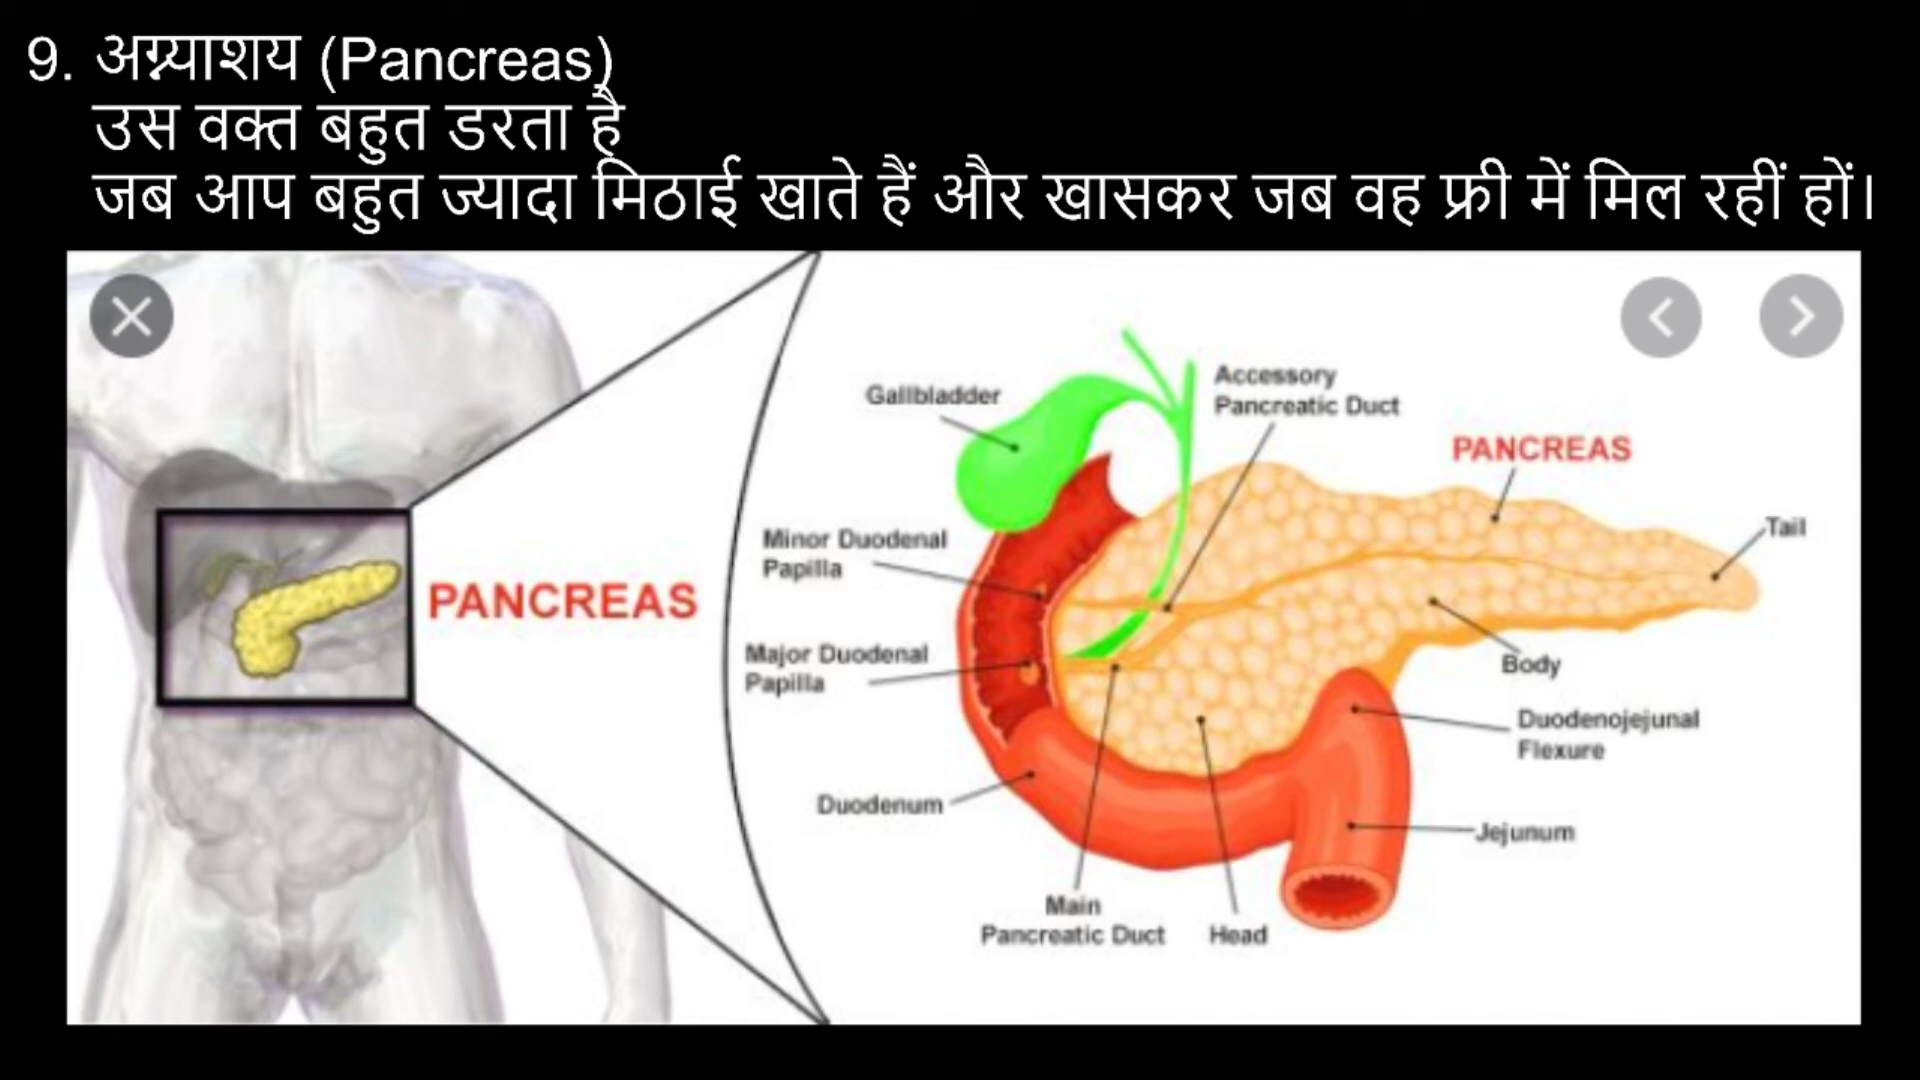 9. अग्न्याशय (Pancreas)
उस वक्त बहुत डरता है
जब आप बहुत ज्यादा मिठाई खाते हैं और खासकर जब वह फ्री में मिल रहीं हों।
Gallbladder
Accessory
Pancreatic Duct
PANCREAS
Tail
Minor Duodenal
Papilla
PANCREAS
Major Duodenal
Papilla
Body
Duodenojejunal
Flexure
Duodenum
Jejunum
Main
Pancreatic Duct
Head